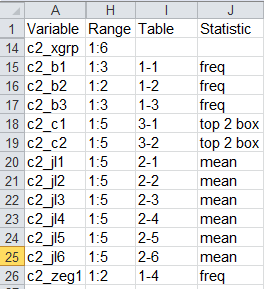 A H I J
1 Variable Range Table Statistic
14 c2_xgrp 1:6
15 c2_b1 1:3 1-1 freq
16 c2_b2 1:2 1-2 freq
17 c2_b3 1:3 1-3 freq
18 c2_c1 1:5 3-1 top 2 box
19 c2_c2 1:5 3-2 top 2 box
20 c2_jl1 1:5 2-1 mean
21 c2_jl2 1:5 2-2 mean
22 c2_jl3 1:5 2-3 mean
23 c2_jl4 1:5 2-4 mean
24 c2_jl5 1:5 2-5 mean
25 c2_jl6 1:5 2-6 mean
26 c2_zeg1 1:2 1-4 freq